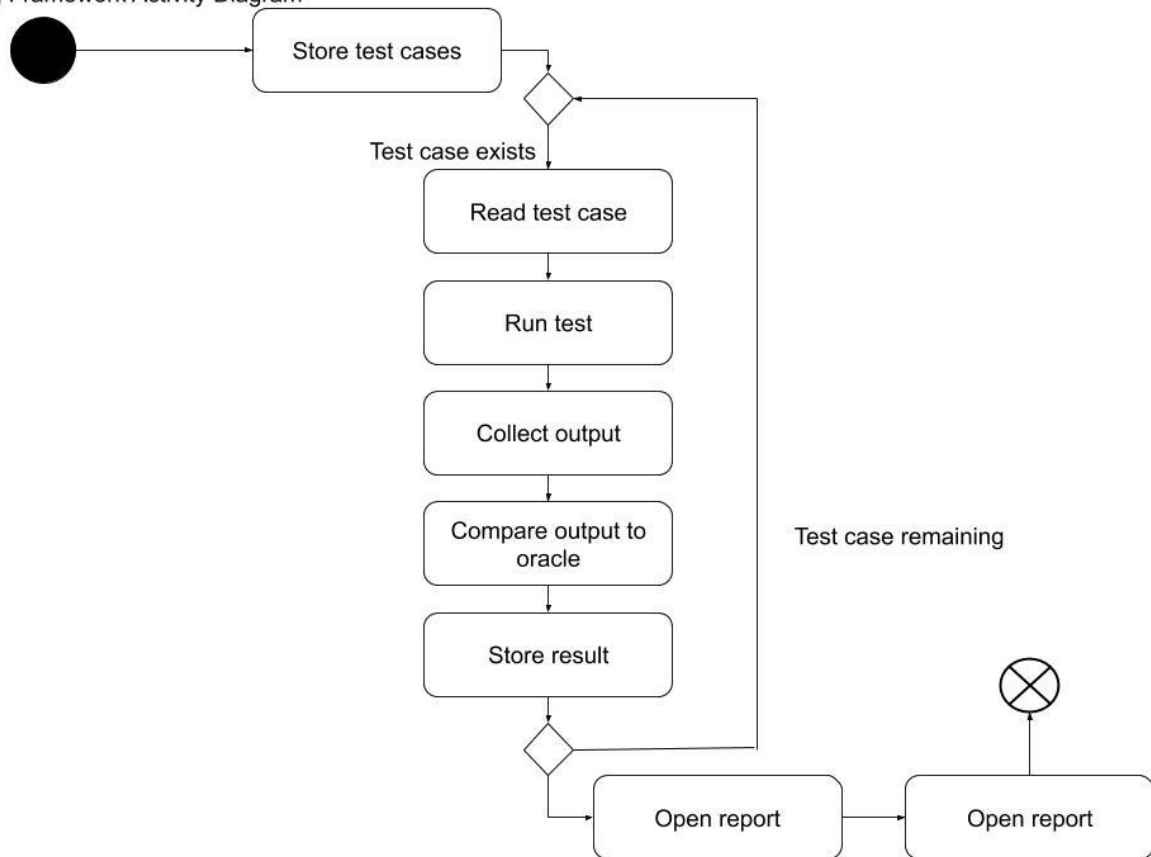 Framework Activity Diagram
Store test cases
Test case exists
Read test case
Run test
Collect output
Compare output to
oracle
Test case remaining
Store result
Open report
Open report